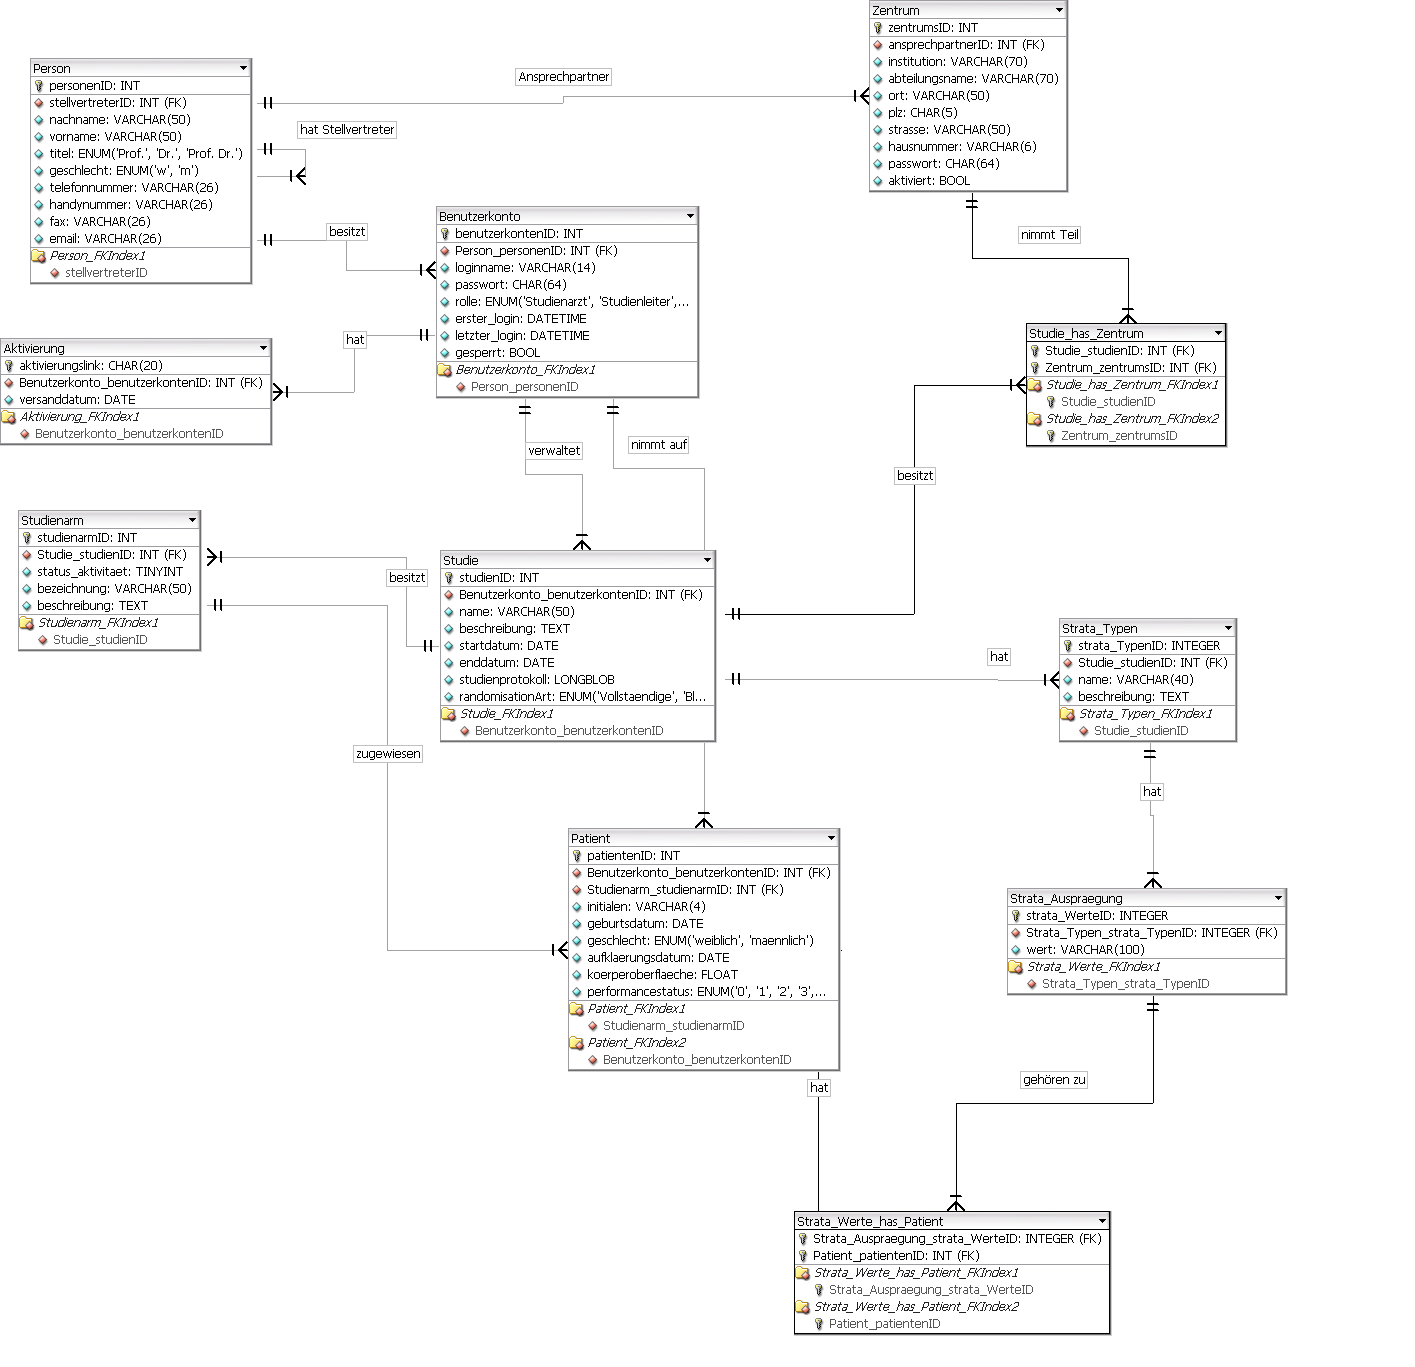 Zentrum
zentrumsID: INT
ansprechpartnerID: INT (FK)
institution: VARCHAR(70)
abteilungsname: VARCHAR(70)
ort: VARCHAR(50)
plz: CHAR(5)
strasse: VARCHAR(50)
hausnummer: VARCHAR(6)
passwort: CHAR(64)
aktiviert: BOOL
Person
personenID: INT
stellvertreterID: INT (FK)
nachname: VARCHAR(50)
vorname: VARCHAR(50)
titel: ENUM('Prof.', 'Dr.', 'Prof. Dr.')
geschlecht: ENUM('w', 'm')
telefonnummer: VARCHAR(26)
handynummer: VARCHAR(26)
fax: VARCHAR(26)
email: VARCHAR(26)
Person_FKIndex1
stellvertreterID
Ansprechpartner
hat Stellvertreter
besitzt
nimmt Teil
Benutzerkonto
benutzerkontenID: INT
Person_personenID: INT (FK)
loginname: VARCHAR(14)
passwort: CHAR(64)
rolle: ENUM('Studienarzt', 'Studienleiter',...
erster_login: DATETIME
letzter_login: DATETIME
gesperrt: BOOL
Benutzerkonto_FKIndex1
Person_personenID
hat
Aktivierung
aktivierungslink: CHAR(20)
Benutzerkonto_benutzerkontenID: INT (FK)
versanddatum: DATE
Aktivierung_FKIndex1
Benutzerkonto_benutzerkontenID
Studie_has_Zentrum
Studie_studienID: INT (FK)
Zentrum_zentrumsID: INT (FK)
Studie_has_Zentrum_FKIndex1
Studie_studienID
Studie_has_Zentrum_FKIndex2
Zentrum_zentrumsID
verwaltet
nimmt auf
besitzt
Studienarm
studienarmID: INT
Studie_studienID: INT (FK)
status_aktivitaet: TINYINT
bezeichnung: VARCHAR(50)
beschreibung: TEXT
Studienarm_FKIndex1
Studie_studienID
besitzt
Studie
studienID: INT
Benutzerkonto_benutzerkontenID: INT (FK)
name: VARCHAR(50)
beschreibung: TEXT
startdatum: DATE
enddatum: DATE
studienprotokoll: LONGBLOB
randomisationArt: ENUM('Vollstaendige', 'Bl...
Studie_FKIndex1
Benutzerkonto_benutzerkontenID
hat
Strata_Typen
strata_TypenID: INTEGER
Studie_studienID: INT (FK)
name: VARCHAR(40)
beschreibung: TEXT
Strata_Typen_FKIndex1
Studie_studienID
zugewiesen
hat
Patient
patientenID: INT
Benutzerkonto_benutzerkontenID: INT (FK)
Studienarm_studienarmID: INT (FK)
initialen: VARCHAR(4)
geburtsdatum: DATE
geschlecht: ENUM('weiblich', 'maennlich')
aufklaerungsdatum: DATE
koerperoberflaeche: FLOAT
performancestatus: ENUM('0', '1', '2', '3',...
Patient_FKIndex1
Studienarm_studienarmID
Patient_FKIndex2
Benutzerkonto_benutzerkontenID
Strata_Auspraegung
strata_WerteID: INTEGER
Strata_Typen_strata_TypenID: INTEGER (FK)
wert: VARCHAR(100)
Strata_Werte_FKIndex1
Strata_Typen_strata_TypenID
hat
gehören zu
Strata_Werte_has_Patient
Strata_Auspraegung_strata_WerteID: INTEGER (FK)
Patient_patientenID: INT (FK)
Strata_Werte_has_Patient_FKIndex1
Strata_Auspraegung_strata_WerteID
Strata_Werte_has_Patient_FKIndex2
Patient_patientenID